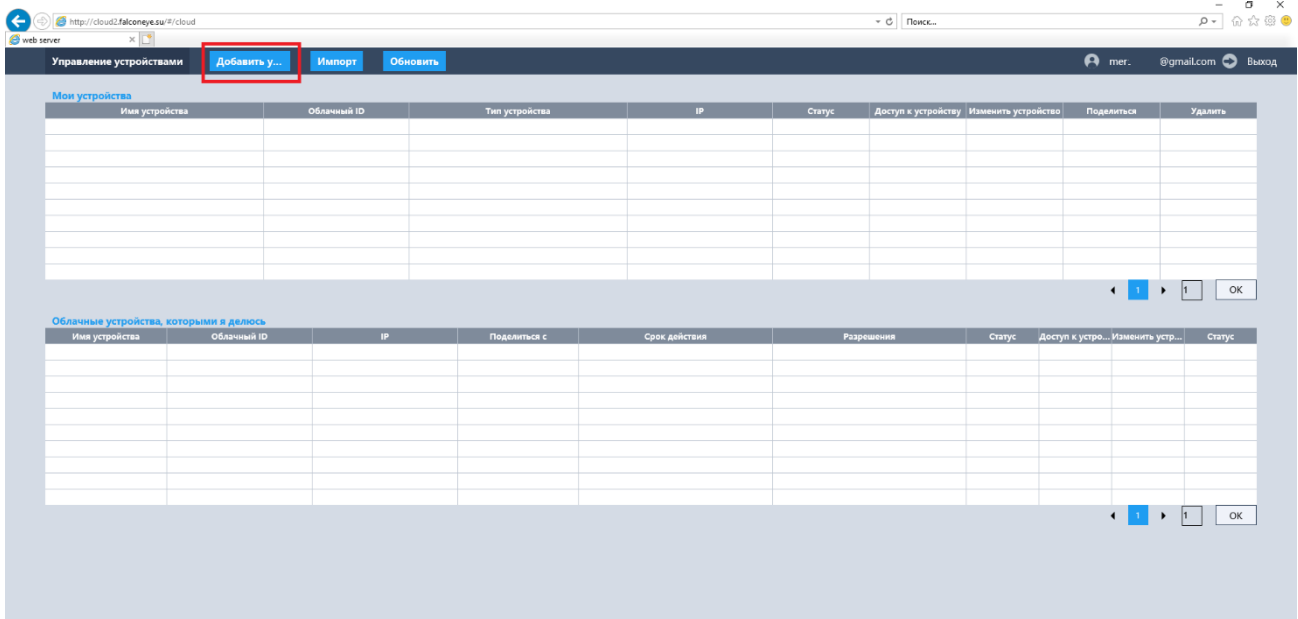 http://cloud2.falconeye.su/#/cloud Поиск...
web server
Управление устройствами Добавить у... Импорт Обновить mer. @gmail.com Выход
Мои устройства
Имя устройства Облачный ID Тип устройства IP Статус Доступ к устройству Изменить устройство Поделиться Удалить
1 1 OK
Облачные устройства, которыми я делюсь
Имя устройства Облачный ID IP Поделиться с Срок действия Разрешения Статус Доступ к устро... Изменить устр... Статус
1 1 OK